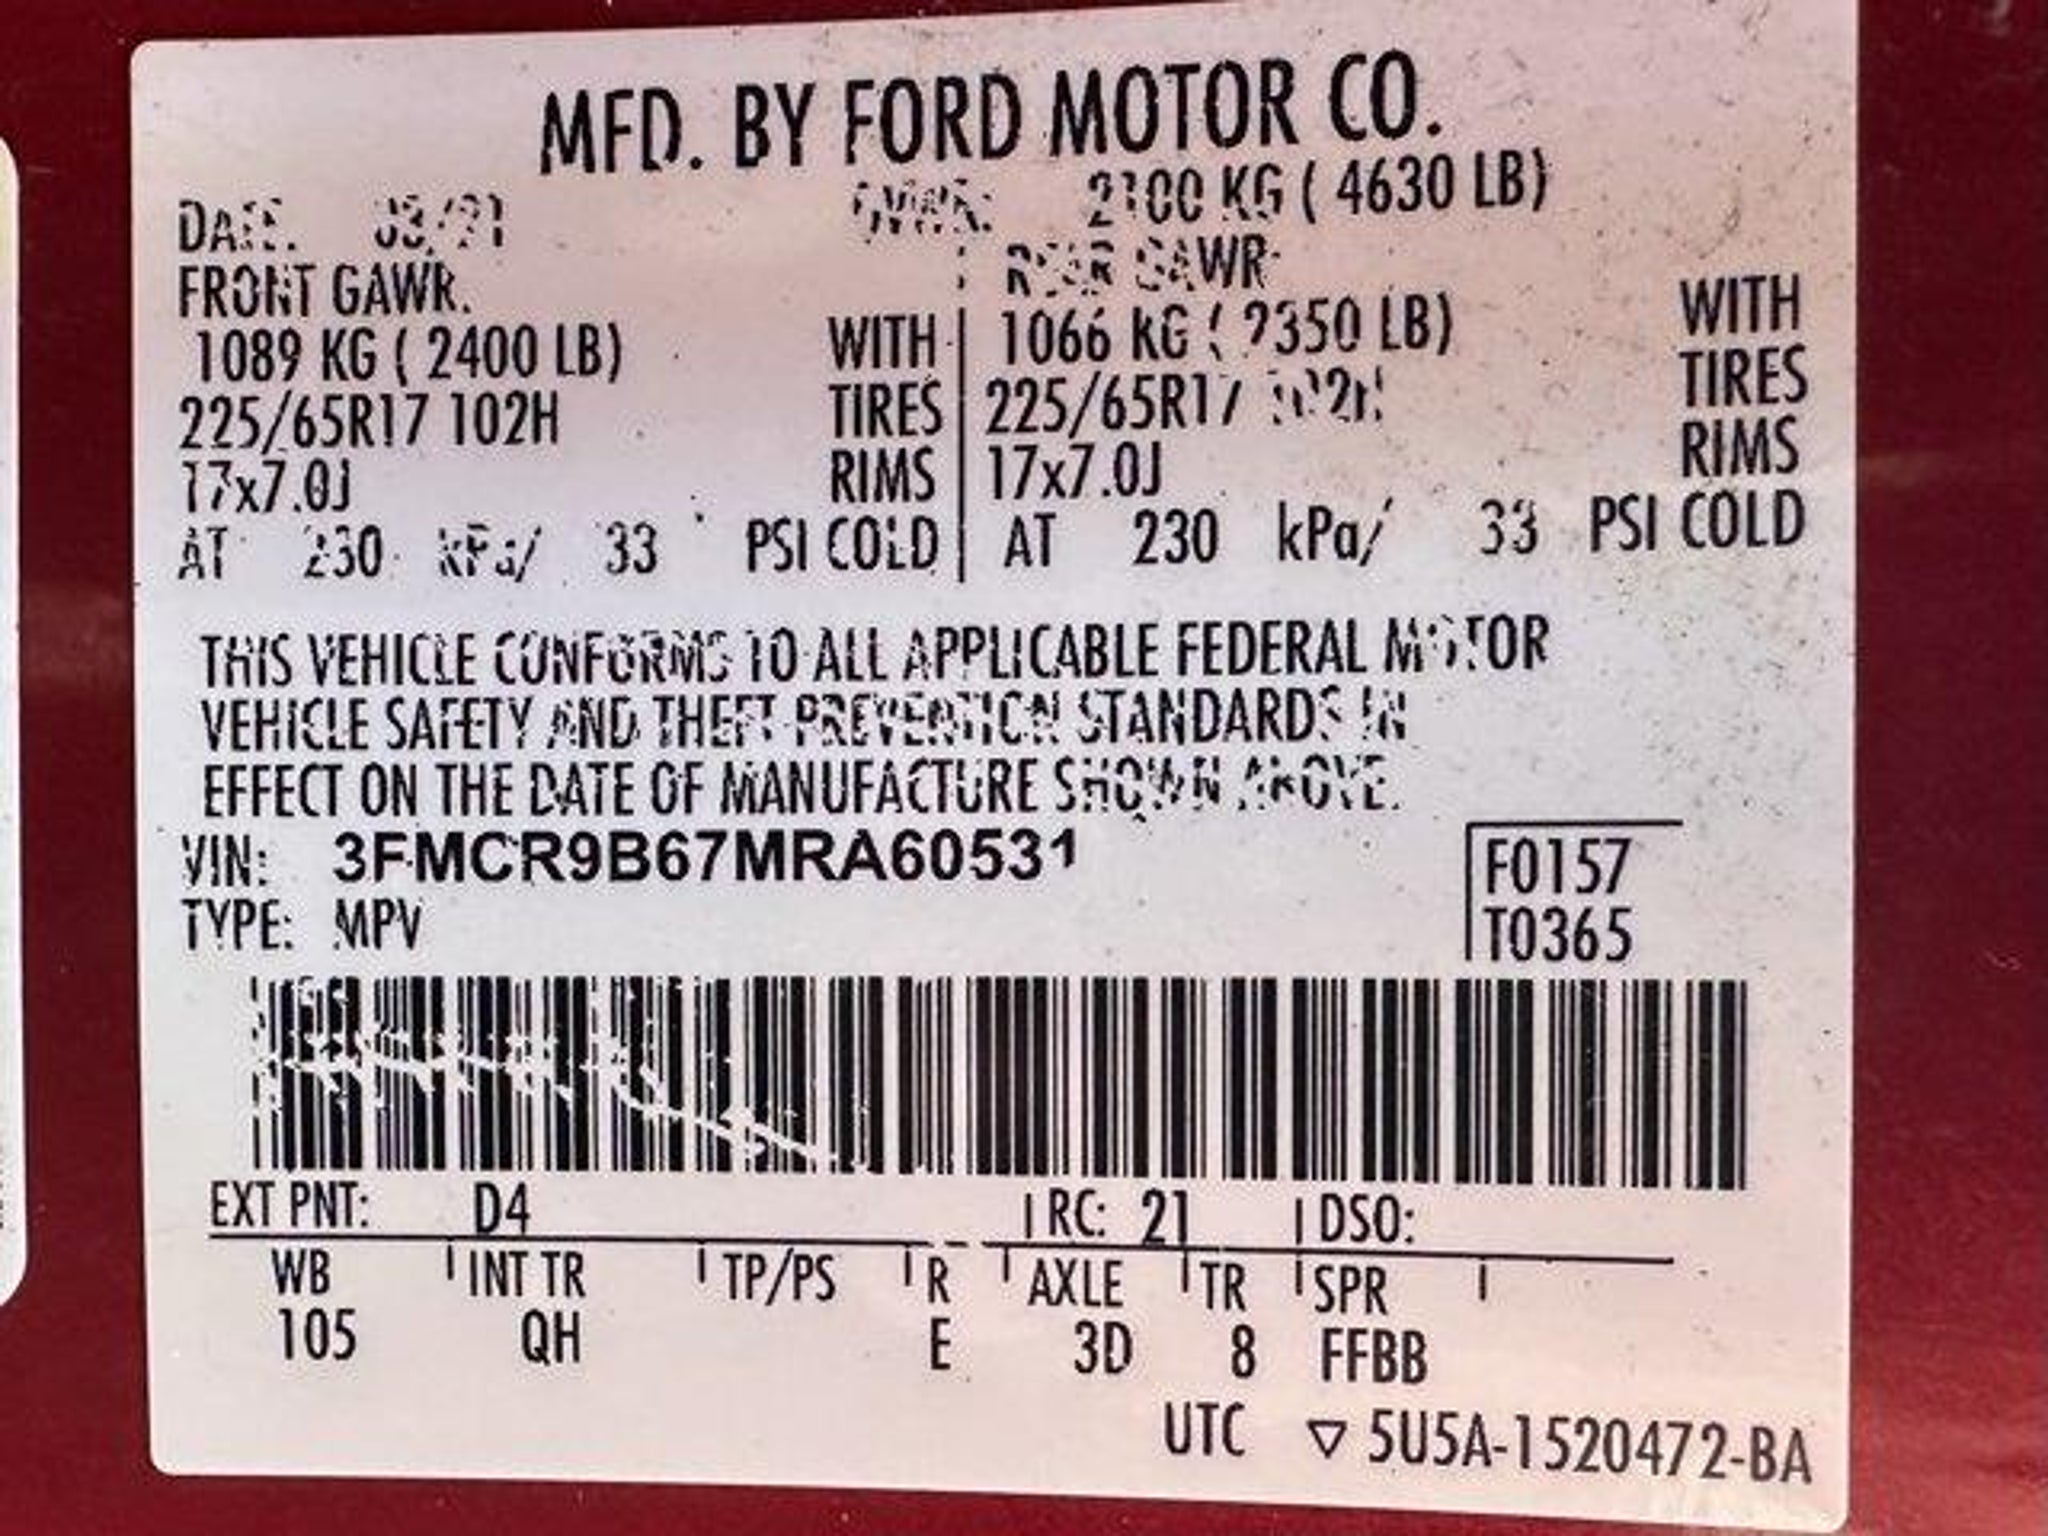 MFD. BY FORD MOTOR CO.
DATE: 03/21 GVWR: 2100 KG ( 4630 LB)
FRONT GAWR: REAR GAWR:
1089 KG ( 2400 LB) WITH 1066 KG ( 2350 LB) WITH
225/65R17 102H TIRES 225/65R17 102H TIRES
17x7.0J RIMS 17x7.0J RIMS
AT 230 kPa/ 33 PSI COLD AT 230 kPa/ 33 PSI COLD
THIS VEHICLE CONFORMS TO ALL APPLICABLE FEDERAL MOTOR
VEHICLE SAFETY AND THEFT PREVENTION STANDARDS IN
EFFECT ON THE DATE OF MANUFACTURE SHOWN ABOVE.
VIN: 3FMCR9B67MRA60531 F0157
TYPE: MPV T0365
EXT PNT: D4 RC: 21 DSO:
WB INT TR TP/PS R AXLE TR SPR
105 QH E 3D 8 FFBB
UTC ▽ 5U5A-1520472-BA